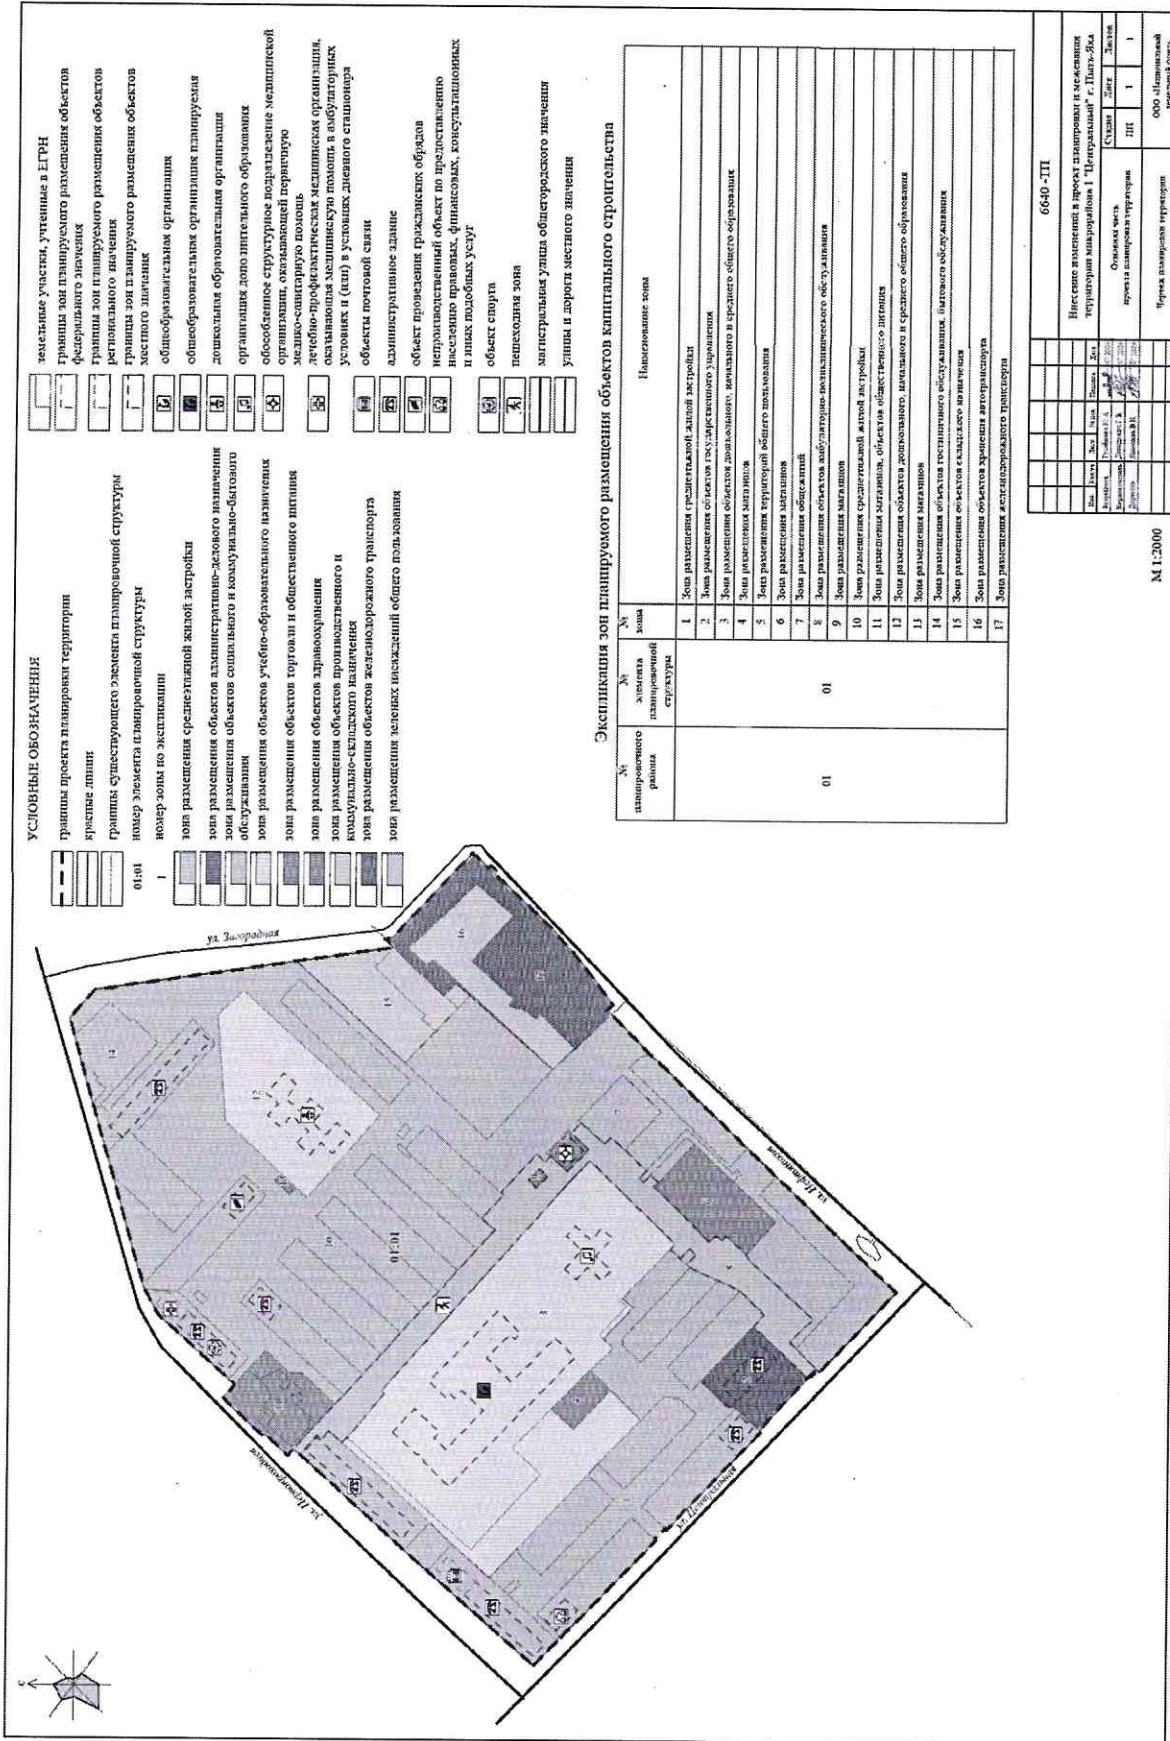 УСЛОВНЫЕ ОБОЗНАЧЕНИЯ
границы проекта планировки территории
красные линии
границы существующего элемента планировочной структуры
01:01 номер элемента планировочной структуры
1 номер зоны по экспликации
зона размещения среднеэтажной жилой застройки
зона размещения объектов административно-делового назначения
зона размещения объектов социального и коммунально-бытового
обслуживания
зона размещения объектов учебно-образовательного назначения
зона размещения объектов торговли и общественного питания
зона размещения объектов здравоохранения
зона размещения объектов производственного и
коммунально-складского назначения
зона размещения объектов железнодорожного транспорта
зона размещения зеленых насаждений общего пользования
земельные участки, учтенные в ЕГРН
границы зон планируемого размещения объектов
федерального значения
границы зон планируемого размещения объектов
регионального значения
границы зон планируемого размещения объектов
местного значения
общеобразовательная организация
общеобразовательная организация планируемая
дошкольная образовательная организация
организация дополнительного образования
обособленное структурное подразделение медицинской
организации, оказывающей первичную
медико-санитарную помощь
лечебно-профилактическая медицинская организация,
оказывающая медицинскую помощь в амбулаторных
условиях и (или) в условиях дневного стационара
объекты почтовой связи
административное здание
объект проведения гражданских обрядов
непроизводственный объект по предоставлению
населению правовых, финансовых, консультационных
и иных подобных услуг
объект спорта
пешеходная зона
магистральная улица общегородского значения
улицы и дороги местного значения
с
ул. Загородная
ул. Первопроходцев
ул. Нефтяников
01:01
12
10
14
15
16
3
4
Экспликация зон планируемого размещения объектов капитального строительства
№ планировочного района
№ элемента планировочной структуры
№ зоны
Наименование зоны
01
01
1 Зона размещения среднеэтажной жилой застройки
2 Зона размещения объектов государственного управления
3 Зона размещения объектов дошкольного, начального и среднего общего образования
4 Зона размещения магазинов
5 Зона размещения территорий общего пользования
6 Зона размещения магазинов
7 Зона размещения общежитий
8 Зона размещения объектов амбулаторно-поликлинического обслуживания
9 Зона размещения магазинов
10 Зона размещения среднеэтажной жилой застройки
11 Зона размещения магазинов, объектов общественного питания
12 Зона размещения объектов дошкольного, начального и среднего общего образования
13 Зона размещения магазинов
14 Зона размещения объектов гостиничного обслуживания, бытового обслуживания
15 Зона размещения объектов складского назначения
16 Зона размещения объектов хранения автотранспорта
17 Зона размещения железнодорожного транспорта
6640 -ТП
Внесение изменений в проект планировки и межевания
территории микрорайона 1 "Центральный" г. Пыть-Ях
Основная часть
проекта планировки территории
Стадия Лист Листов
ПП 1 1
Чертеж планировки территории
М 1:2000